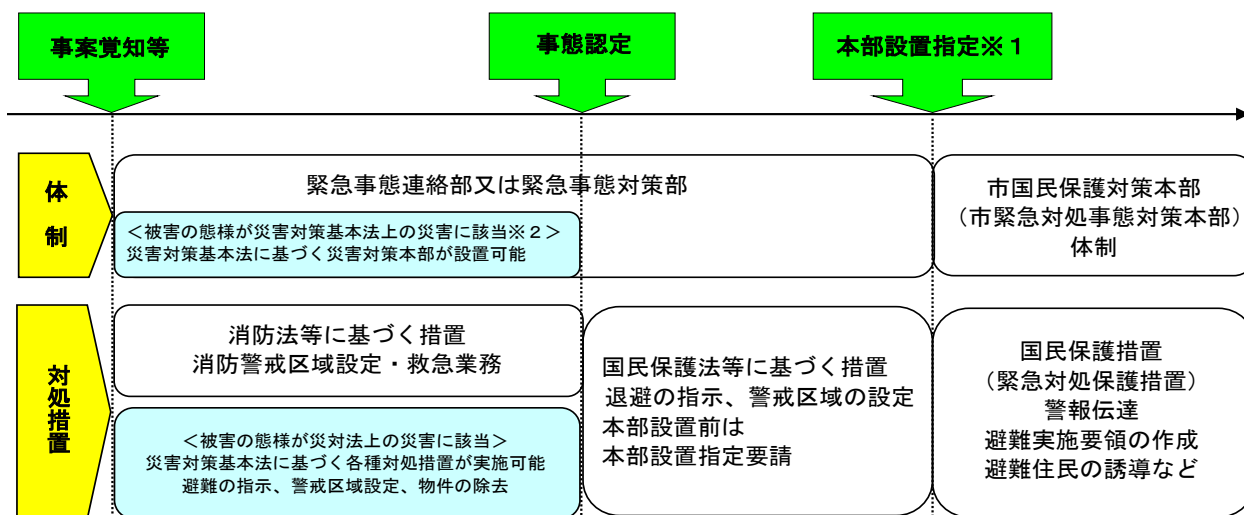 事案覚知等
事態認定
本部設置指定※１
体
制
緊急事態連絡部又は緊急事態対策部
＜被害の態様が災害対策基本法上の災害に該当※２＞
災害対策基本法に基づく災害対策本部が設置可能
市国民保護対策本部
（市緊急対処事態対策本部）
体制
対処措置
消防法等に基づく措置
消防警戒区域設定・救急業務
＜被害の態様が災対法上の災害に該当＞
災害対策基本法に基づく各種対処措置が実施可能
避難の指示、警戒区域設定、物件の除去
国民保護法等に基づく措置
退避の指示、警戒区域の設定
本部設置前は
本部設置指定要請
国民保護措置
（緊急対処保護措置）
警報伝達
避難実施要領の作成
避難住民の誘導など